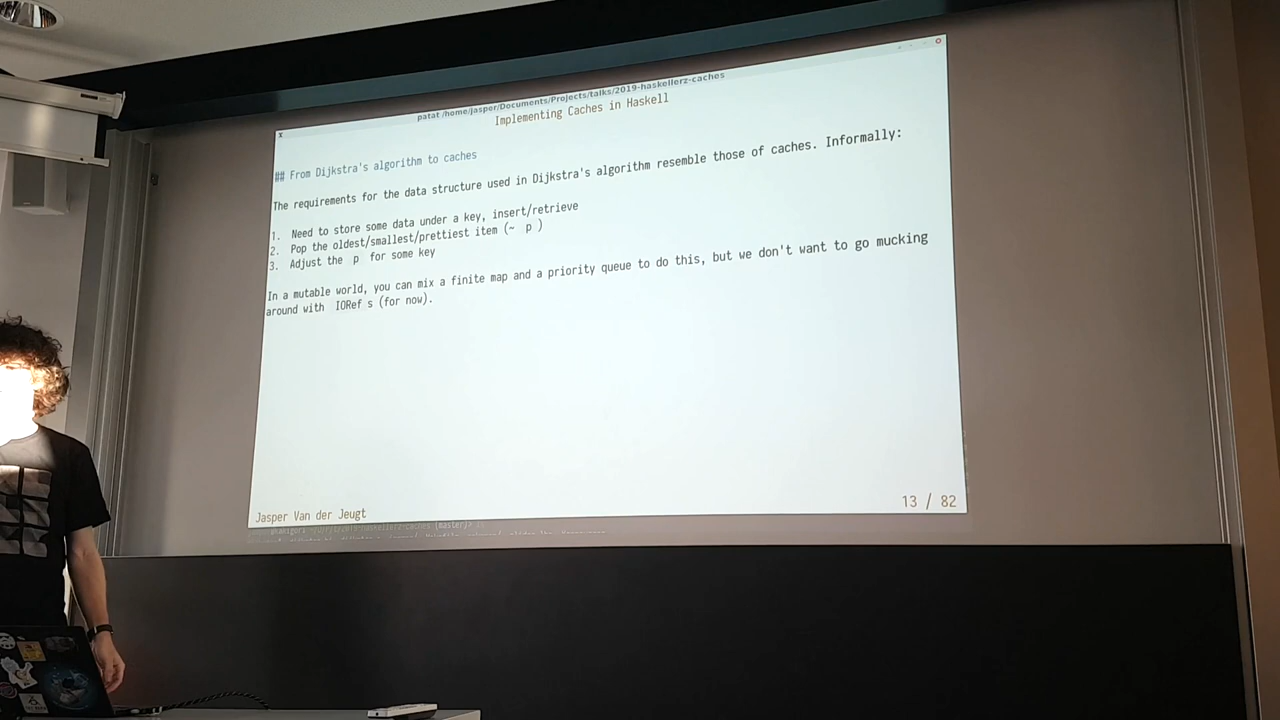 patat /home/jasper/Documents/Projects/talks/2019-haskellerz-caches
Implementing Caches in Haskell
## From Dijkstra's algorithm to caches
The requirements for the data structure used in Dijkstra's algorithm resemble those of caches. Informally:
1. Need to store some data under a key, insert/retrieve
2. Pop the oldest/smallest/prettiest item (~ p )
3. Adjust the p for some key
In a mutable world, you can mix a finite map and a priority queue to do this, but we don't want to go mucking
around with IORef s (for now).
Jasper Van der Jeugt
13 / 82